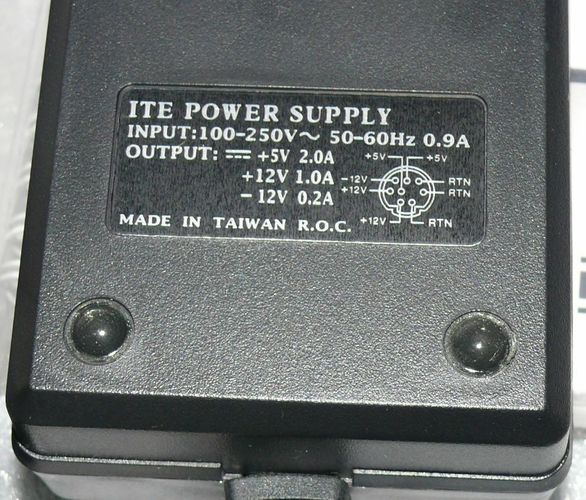 ITE POWER SUPPLY
INPUT:100-250V～ 50-60Hz 0.9A
OUTPUT: ⎓ +5V 2.0A
+12V 1.0A
-12V 0.2A
MADE IN TAIWAN R.O.C.
+5V +5V
-12V RTN
+12V RTN
+12V RTN